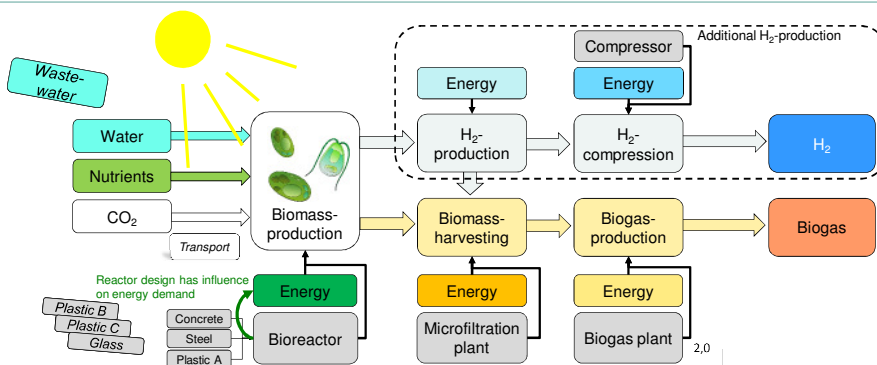 Waste-
water
Additional H₂-production
Compressor
Energy
Energy
Water
H₂-
production
H₂-
compression
H₂
Nutrients
CO₂
Biomass-
production
Biomass-
harvesting
Biogas-
production
Biogas
Transport
Reactor design has influence
on energy demand
Energy
Energy
Energy
Plastic B
Plastic C
Glass
Concrete
Steel
Plastic A
Bioreactor
Microfiltration
plant
Biogas plant
2,0